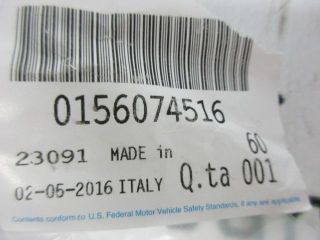 0156074516
23091 MADE in 60
02-05-2016 ITALY Q.ta 001
Contents conform to U.S. Federal Motor Vehicle Safety Standards, if any are applicable